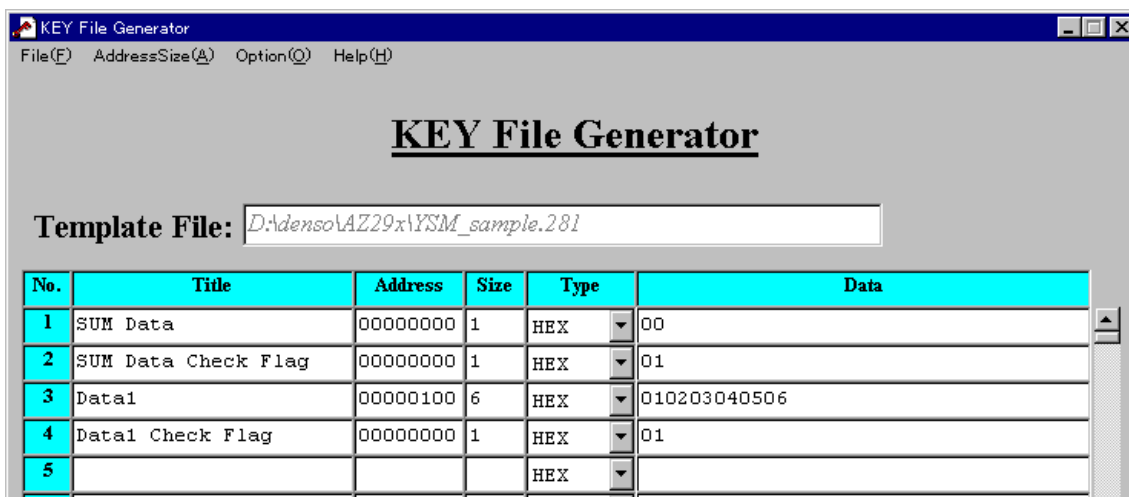 KEY File Generator
File(F) AddressSize(A) Option(O) Help(H)
KEY File Generator
Template File: D:\denso\AZ29x\YSM_sample.281
No. Title Address Size Type Data
1 SUM Data 00000000 1 HEX 00
2 SUM Data Check Flag 00000000 1 HEX 01
3 Data1 00000100 6 HEX 010203040506
4 Data1 Check Flag 00000000 1 HEX 01
5 HEX